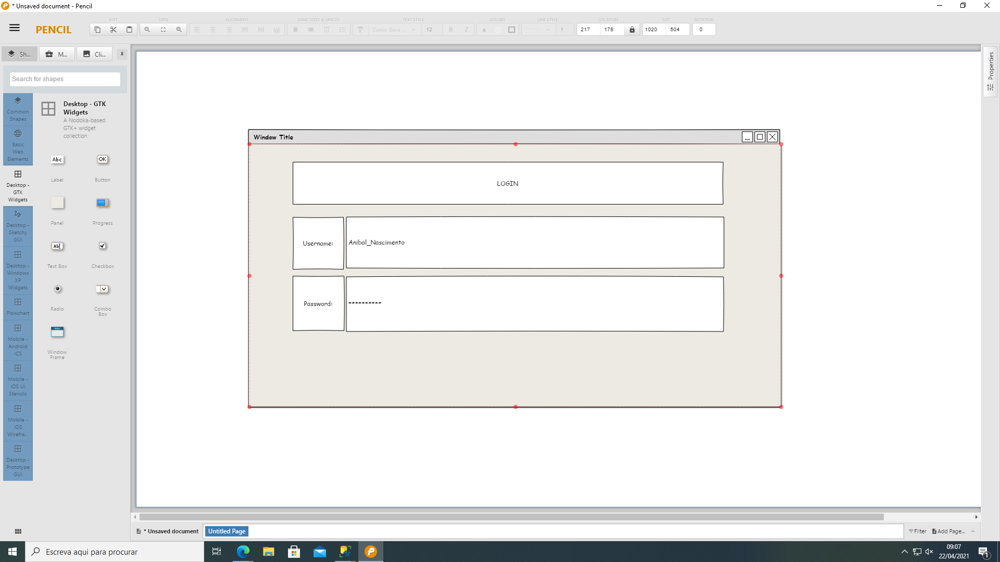 * Unsaved document - Pencil
PENCIL
EDIT
100%
ALIGNMENT
SAME SIZES & SPACES
TEXT STYLE
COLORS
LINE STYLE
LOCATION
SIZE
ROTATION
Comic Sans ...
12
B
I
A
1
217
178
1020
504
0
Sh...
M...
Cli...
Properties
Search for shapes
Common Shapes
Basic Web Elements
Desktop - GTK Widgets
Desktop - Sketchy GUI
Desktop - Windows XP Widgets
Flowchart
Mobile - Android ICS
Mobile - iOS UI Stencils
Mobile - iOS Wirefra...
Desktop - Prototype GUI
Desktop - GTK
Widgets
A Nodoka-based
GTK+ widget
collection
Abc
OK
Label
Button
Panel
Progress
Abc
Text Box
Checkbox
Radio
Combo
Box
Window
Frame
Window Title
LOGIN
Username:
Anibal_Nascimento
Password:
**********
* Unsaved document
Untitled Page
Filter
Add Page...
Escreva aqui para procurar
09:07
22/04/2021
1